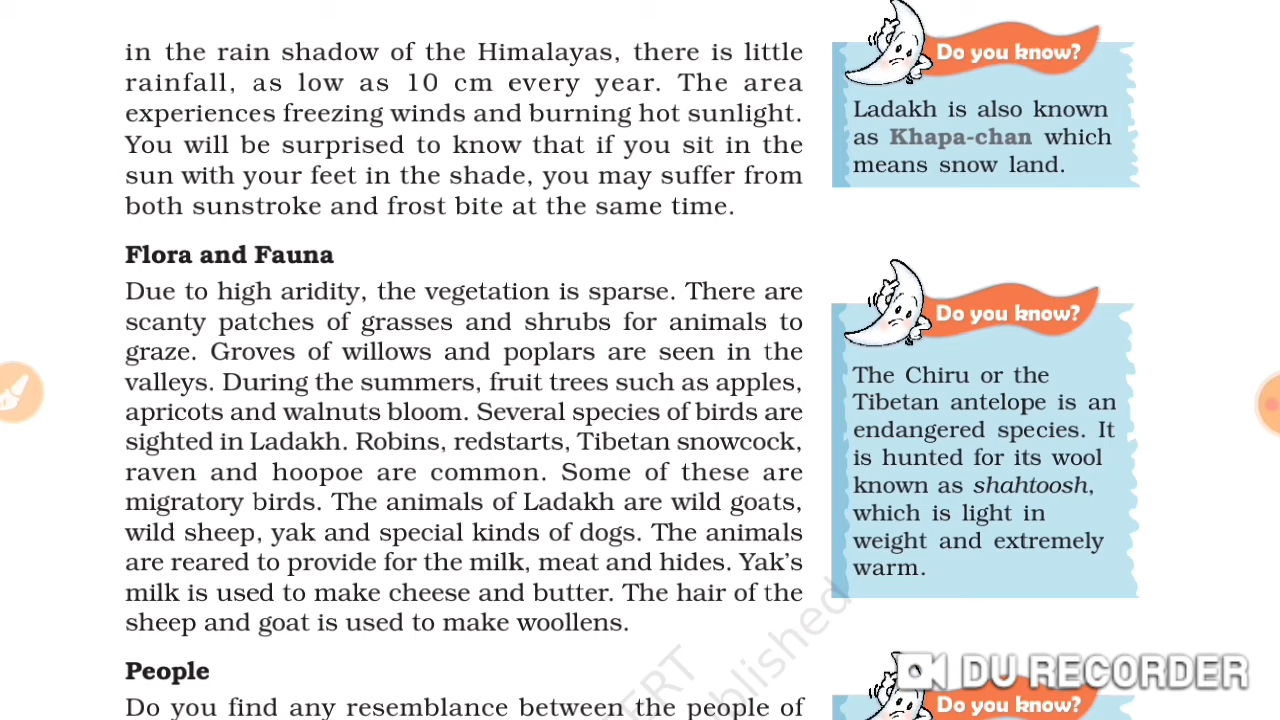 in the rain shadow of the Himalayas, there is little
rainfall, as low as 10 cm every year. The area
experiences freezing winds and burning hot sunlight.
You will be surprised to know that if you sit in the
sun with your feet in the shade, you may suffer from
both sunstroke and frost bite at the same time.
Flora and Fauna
Due to high aridity, the vegetation is sparse. There are
scanty patches of grasses and shrubs for animals to
graze. Groves of willows and poplars are seen in the
valleys. During the summers, fruit trees such as apples,
apricots and walnuts bloom. Several species of birds are
sighted in Ladakh. Robins, redstarts, Tibetan snowcock,
raven and hoopoe are common. Some of these are
migratory birds. The animals of Ladakh are wild goats,
wild sheep, yak and special kinds of dogs. The animals
are reared to provide for the milk, meat and hides. Yak's
milk is used to make cheese and butter. The hair of the
sheep and goat is used to make woollens.
People
Do you find any resemblance between the people of
Do you know?
Ladakh is also known
as Khapa-chan which
means snow land.
Do you know?
The Chiru or the
Tibetan antelope is an
endangered species. It
is hunted for its wool
known as shahtoosh,
which is light in
weight and extremely
warm.
Do you know?
DU RECORDER